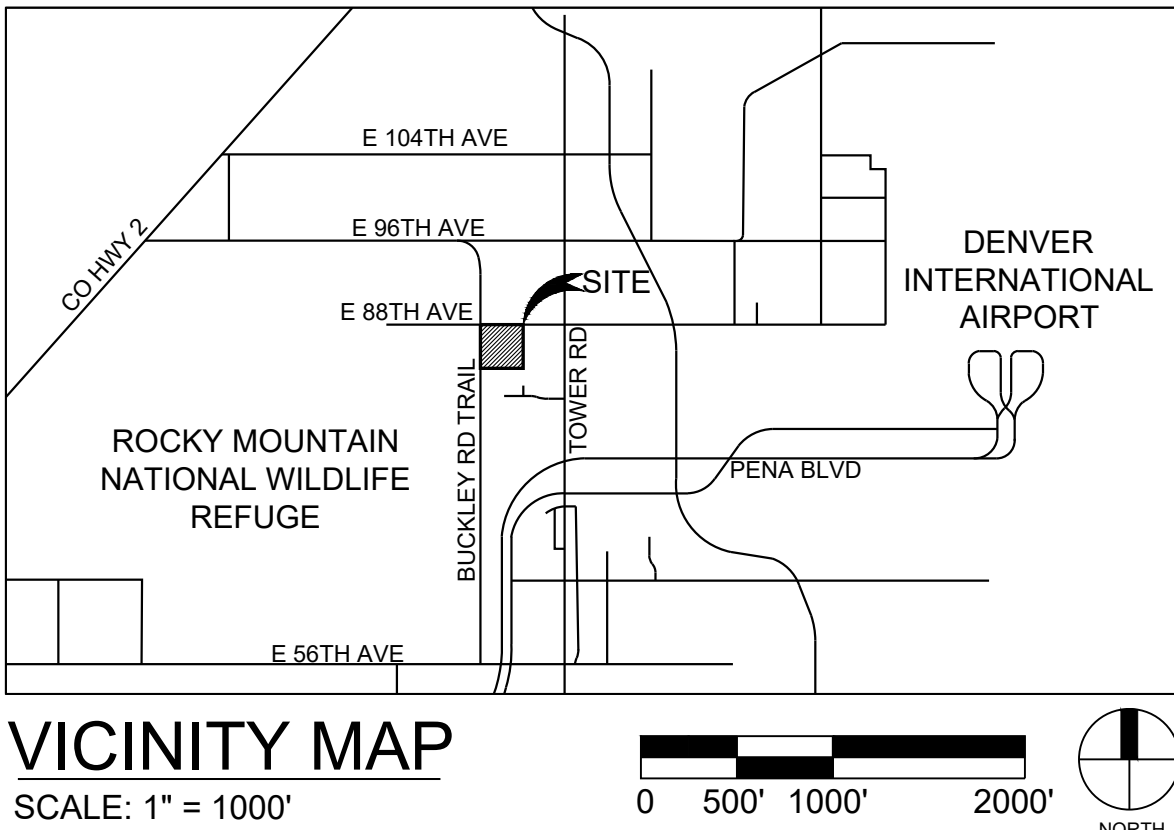 E 104TH AVE
E 96TH AVE
CO HWY 2
SITE
E 88TH AVE
DENVER
INTERNATIONAL
AIRPORT
BUCKLEY RD TRAIL
TOWER RD
ROCKY MOUNTAIN
NATIONAL WILDLIFE
REFUGE
PENA BLVD
E 56TH AVE
VICINITY MAP
SCALE: 1" = 1000'
0 500' 1000' 2000'
NORTH